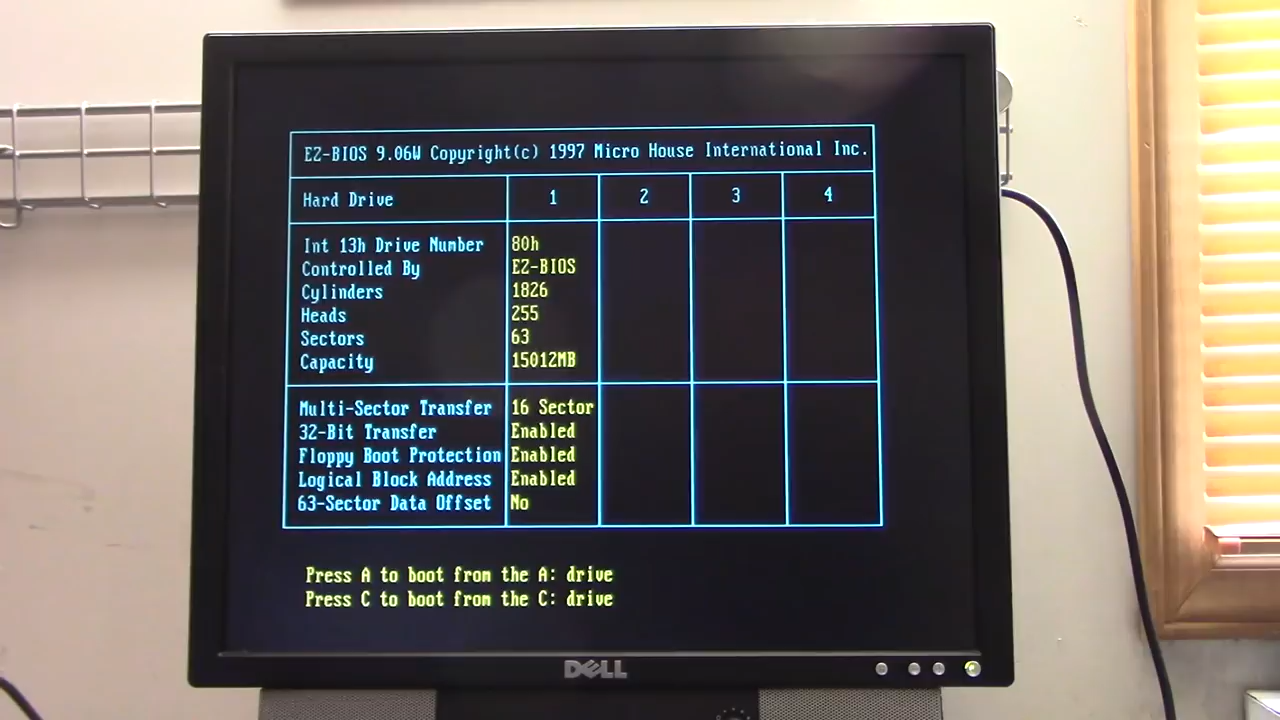 EZ-BIOS 9.06W Copyright(c) 1997 Micro House International Inc.
Hard Drive 1 2 3 4
Int 13h Drive Number 80h
Controlled By EZ-BIOS
Cylinders 1826
Heads 255
Sectors 63
Capacity 15012MB
Multi-Sector Transfer 16 Sector
32-Bit Transfer Enabled
Floppy Boot Protection Enabled
Logical Block Address Enabled
63-Sector Data Offset No
Press A to boot from the A: drive
Press C to boot from the C: drive
DELL